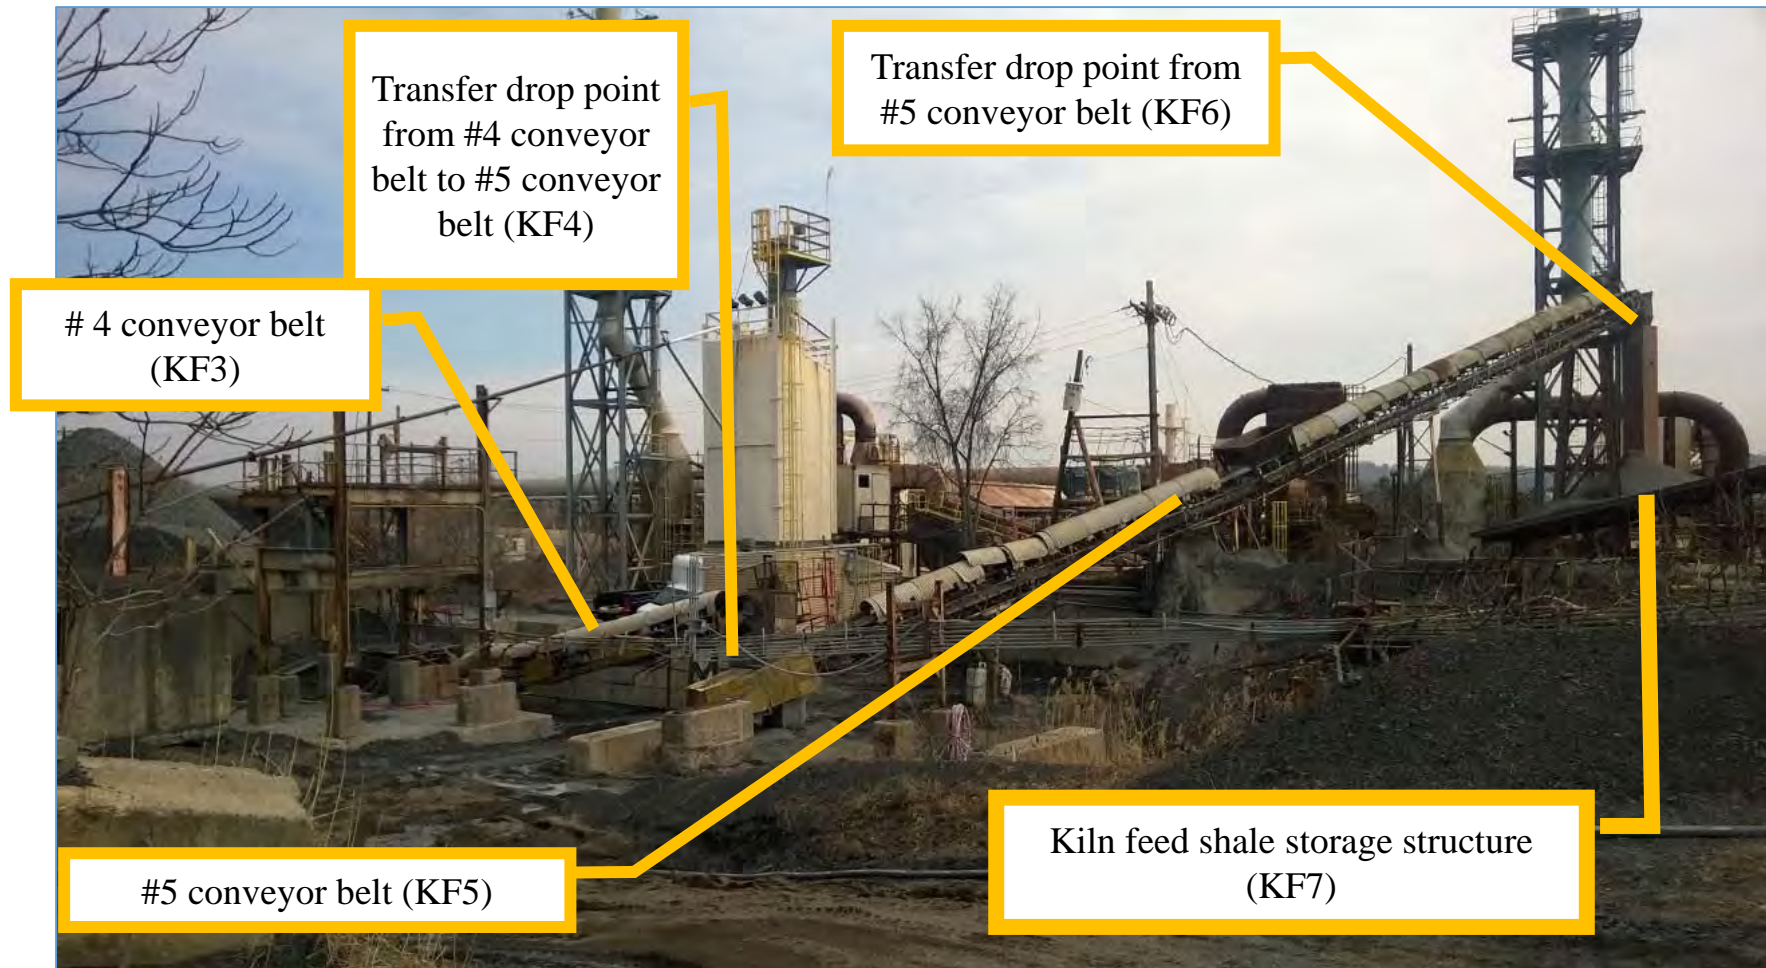 Transfer drop point
from #4 conveyor
belt to #5 conveyor
belt (KF4)
Transfer drop point from
#5 conveyor belt (KF6)
# 4 conveyor belt
(KF3)
#5 conveyor belt (KF5)
Kiln feed shale storage structure
(KF7)